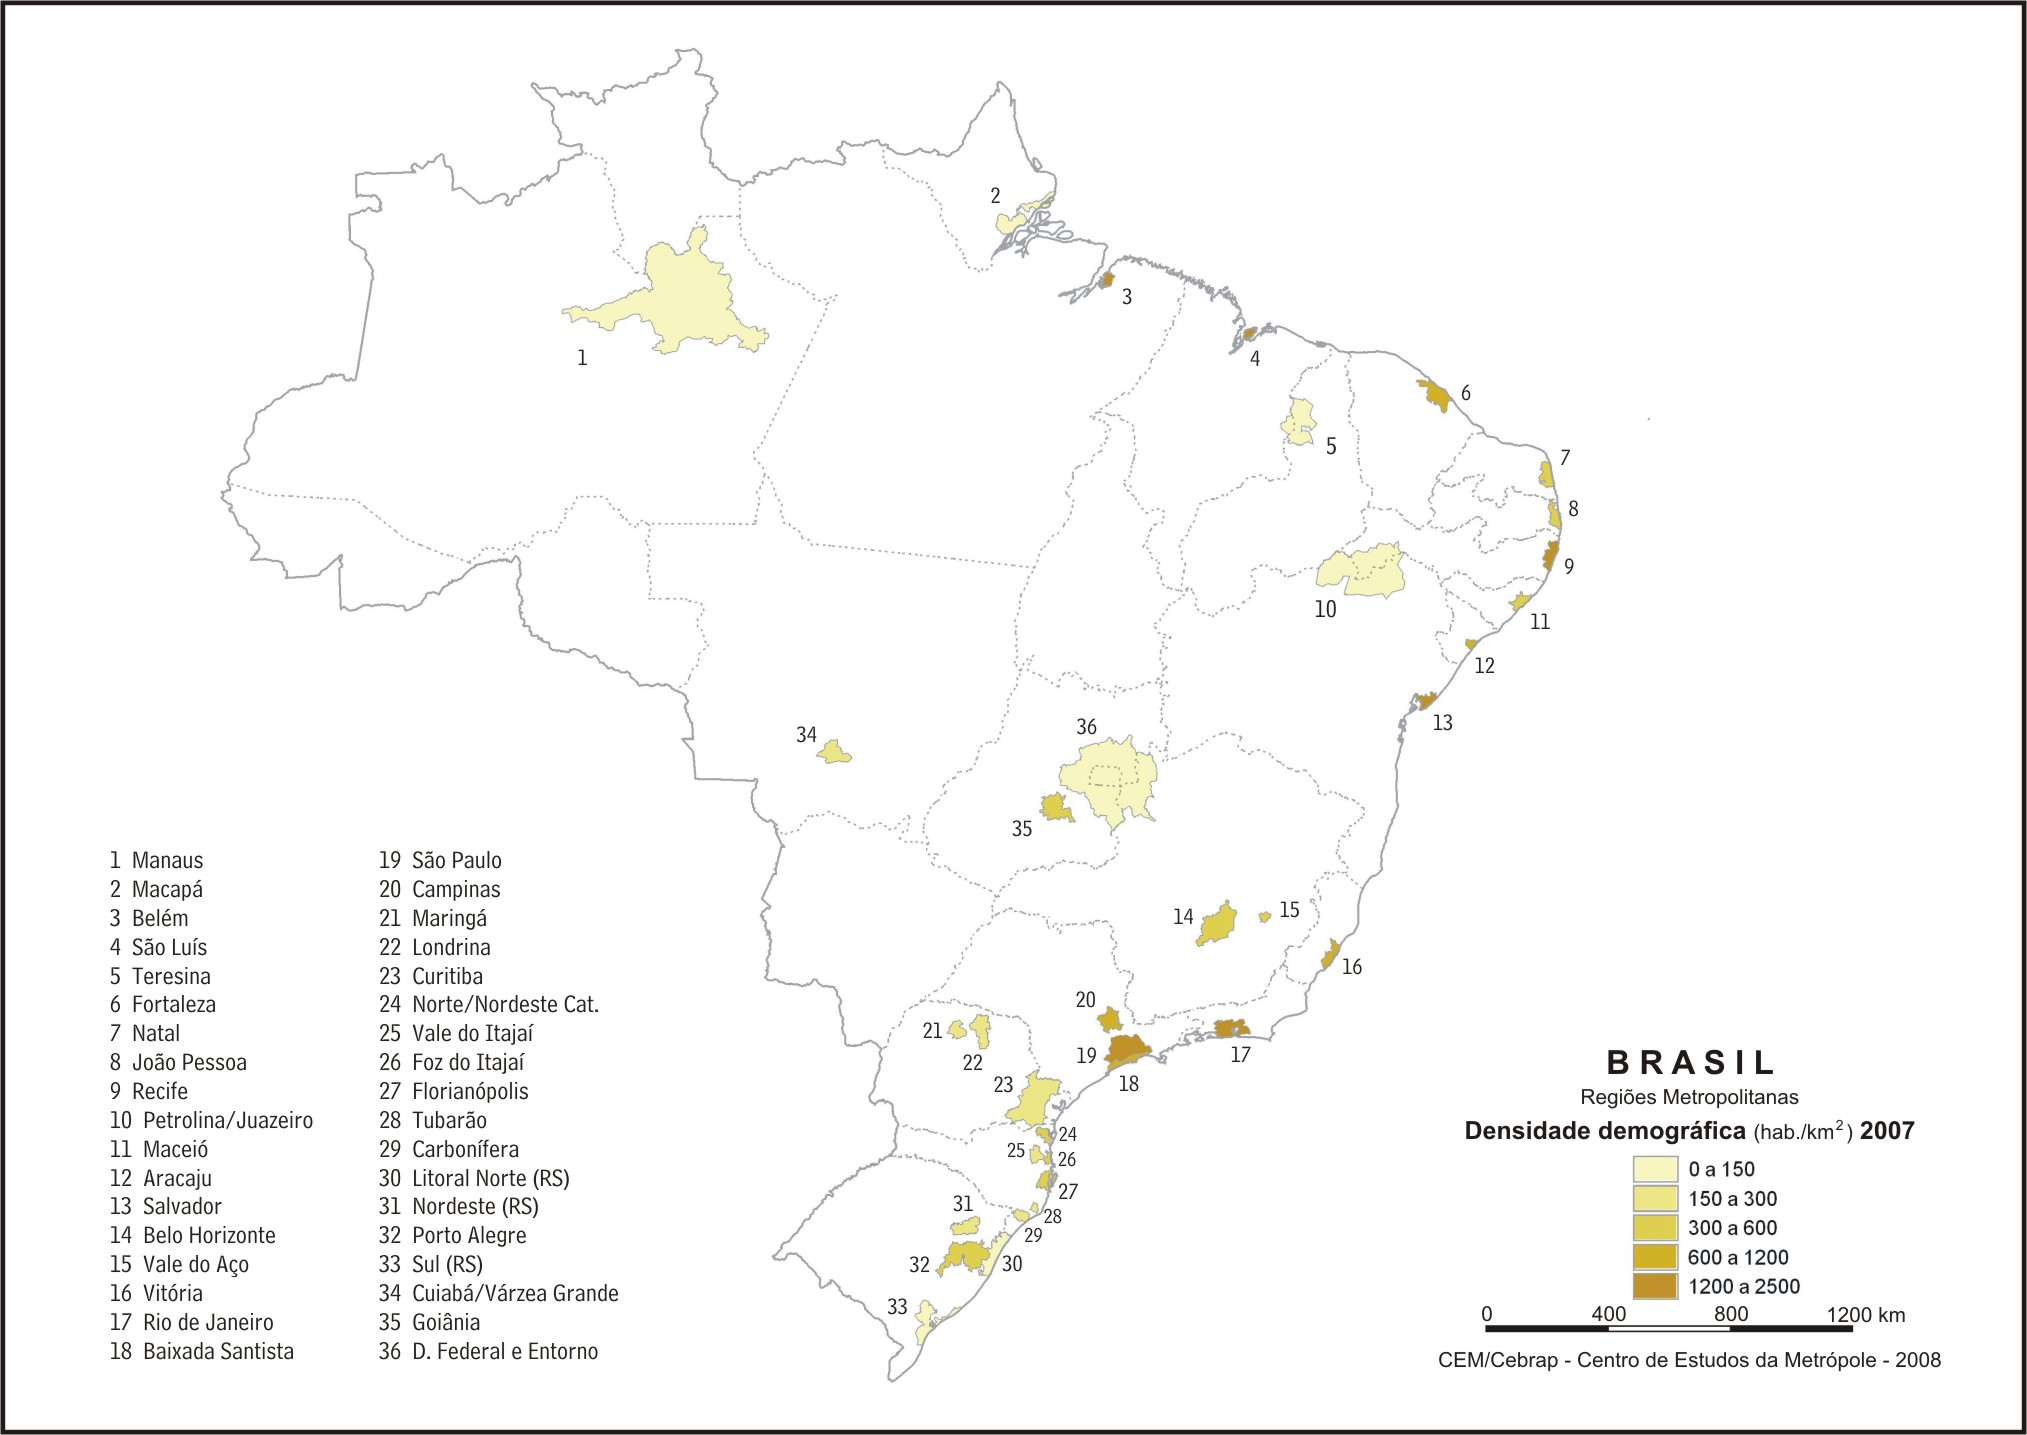 2
3
1
4
6
5
7
8
9
10
11
12
13
34
36
35
14
15
16
20
21
22
19
18
17
23
24
25
26
27
28
29
31
32
30
33
1 Manaus
2 Macapá
3 Belém
4 São Luís
5 Teresina
6 Fortaleza
7 Natal
8 João Pessoa
9 Recife
10 Petrolina/Juazeiro
11 Maceió
12 Aracaju
13 Salvador
14 Belo Horizonte
15 Vale do Aço
16 Vitória
17 Rio de Janeiro
18 Baixada Santista
19 São Paulo
20 Campinas
21 Maringá
22 Londrina
23 Curitiba
24 Norte/Nordeste Cat.
25 Vale do Itajaí
26 Foz do Itajaí
27 Florianópolis
28 Tubarão
29 Carbonífera
30 Litoral Norte (RS)
31 Nordeste (RS)
32 Porto Alegre
33 Sul (RS)
34 Cuiabá/Várzea Grande
35 Goiânia
36 D. Federal e Entorno
BRASIL
Regiões Metropolitanas
Densidade demográfica (hab./km²) 2007
0 a 150
150 a 300
300 a 600
600 a 1200
1200 a 2500
0 400 800 1200 km
CEM/Cebrap - Centro de Estudos da Metrópole - 2008